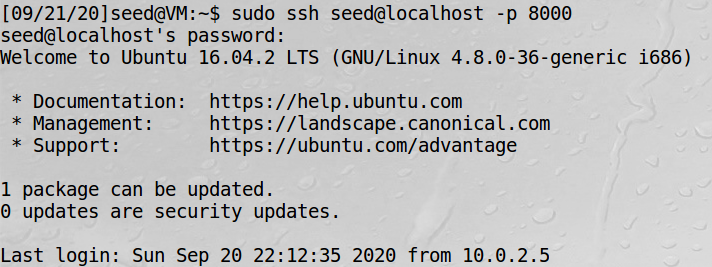 [09/21/20]seed@VM:~$ sudo ssh seed@localhost -p 8000
seed@localhost's password:
Welcome to Ubuntu 16.04.2 LTS (GNU/Linux 4.8.0-36-generic i686)
* Documentation:  https://help.ubuntu.com
* Management:     https://landscape.canonical.com
* Support:        https://ubuntu.com/advantage
1 package can be updated.
0 updates are security updates.
Last login: Sun Sep 20 22:12:35 2020 from 10.0.2.5